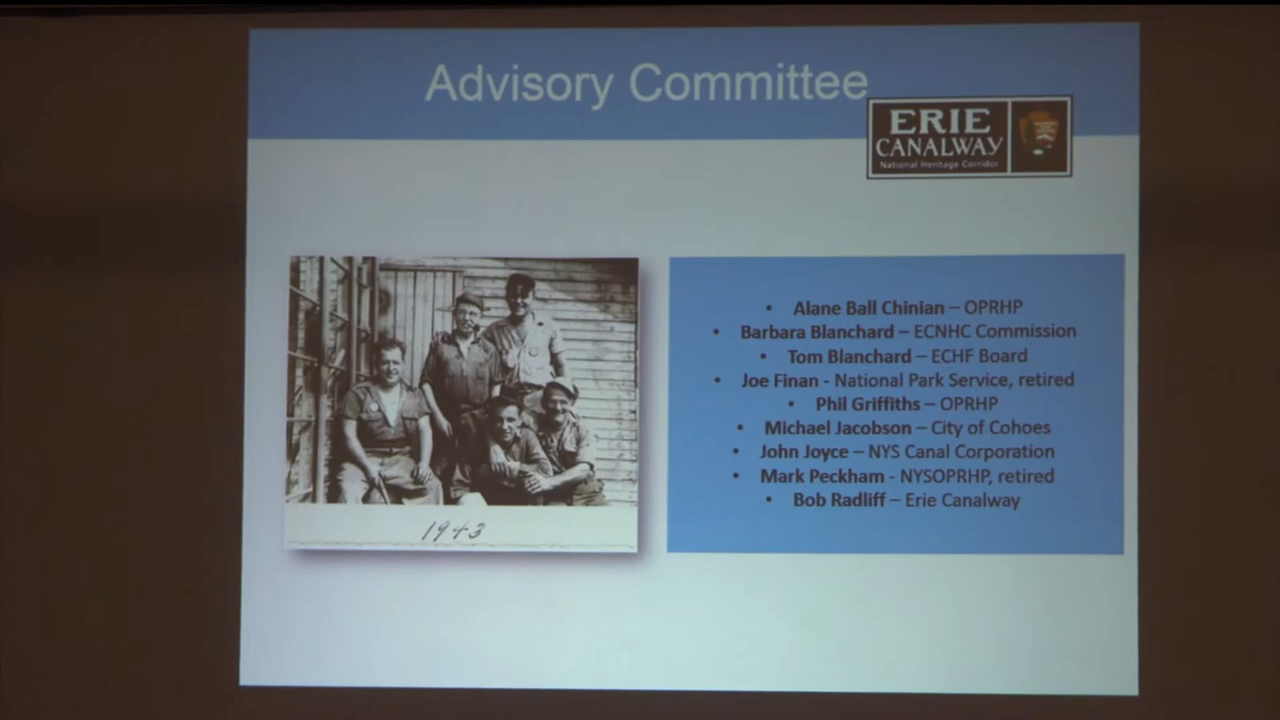 Advisory Committee
ERIE
CANALWAY
National Heritage Corridor
• Alane Ball Chinian – OPRHP
• Barbara Blanchard – ECNHC Commission
• Tom Blanchard – ECHF Board
• Joe Finan - National Park Service, retired
• Phil Griffiths – OPRHP
• Michael Jacobson – City of Cohoes
• John Joyce – NYS Canal Corporation
• Mark Peckham - NYSOPRHP, retired
• Bob Radliff – Erie Canalway
1943